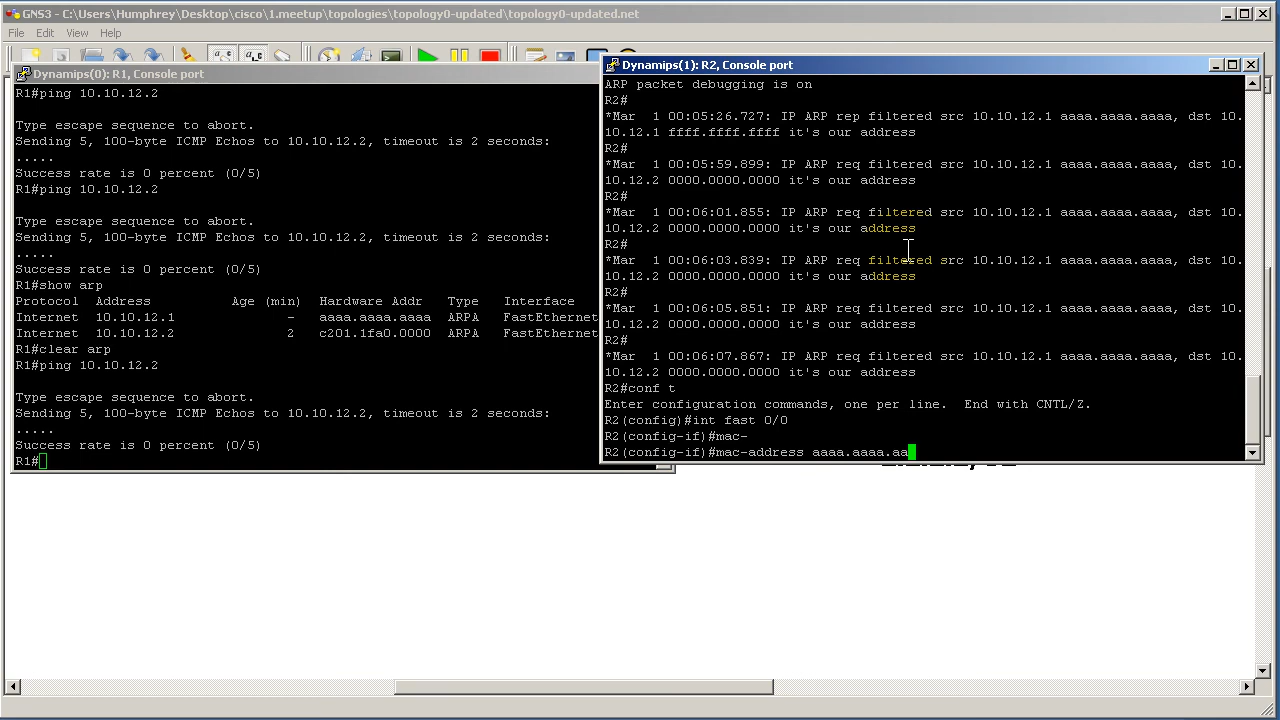 GNS3 - C:\Users\Humphrey\Desktop\cisco\1.meetup\topologies\topology0-updated\topology0-updated.net
File Edit View Help
Dynamips(0): R1, Console port
R1#ping 10.10.12.2
Type escape sequence to abort.
Sending 5, 100-byte ICMP Echos to 10.10.12.2, timeout is 2 seconds:
.....
Success rate is 0 percent (0/5)
R1#ping 10.10.12.2
Type escape sequence to abort.
Sending 5, 100-byte ICMP Echos to 10.10.12.2, timeout is 2 seconds:
.....
Success rate is 0 percent (0/5)
R1#show arp
Protocol Address Age (min) Hardware Addr Type Interface
Internet 10.10.12.1 - aaaa.aaaa.aaaa ARPA FastEthernet
Internet 10.10.12.2 2 c201.1fa0.0000 ARPA FastEthernet
R1#clear arp
R1#ping 10.10.12.2
Type escape sequence to abort.
Sending 5, 100-byte ICMP Echos to 10.10.12.2, timeout is 2 seconds:
.....
Success rate is 0 percent (0/5)
R1#
Dynamips(1): R2, Console port
ARP packet debugging is on
R2#
*Mar 1 00:05:26.727: IP ARP rep filtered src 10.10.12.1 aaaa.aaaa.aaaa, dst 10.
10.12.1 ffff.ffff.ffff it's our address
R2#
*Mar 1 00:05:59.899: IP ARP req filtered src 10.10.12.1 aaaa.aaaa.aaaa, dst 10.
10.12.2 0000.0000.0000 it's our address
R2#
*Mar 1 00:06:01.855: IP ARP req filtered src 10.10.12.1 aaaa.aaaa.aaaa, dst 10.
10.12.2 0000.0000.0000 it's our address
R2#
*Mar 1 00:06:03.839: IP ARP req filtered src 10.10.12.1 aaaa.aaaa.aaaa, dst 10.
10.12.2 0000.0000.0000 it's our address
R2#
*Mar 1 00:06:05.851: IP ARP req filtered src 10.10.12.1 aaaa.aaaa.aaaa, dst 10.
10.12.2 0000.0000.0000 it's our address
R2#
*Mar 1 00:06:07.867: IP ARP req filtered src 10.10.12.1 aaaa.aaaa.aaaa, dst 10.
10.12.2 0000.0000.0000 it's our address
R2#conf t
Enter configuration commands, one per line. End with CNTL/Z.
R2(config)#int fast 0/0
R2(config-if)#mac-
R2(config-if)#mac-address aaaa.aaaa.aa